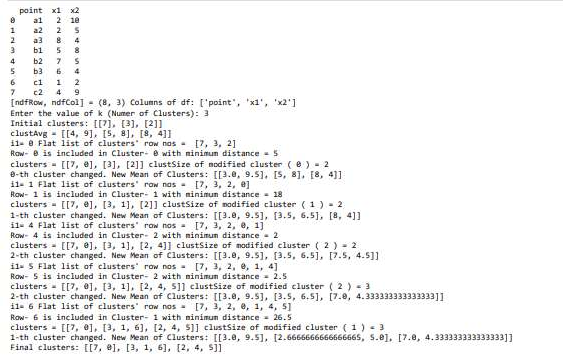 point x1 x2
0 a1 2 10
1 a2 2 5
2 a3 8 4
3 b1 5 8
4 b2 7 5
5 b3 6 4
6 c1 1 2
7 c2 4 9
[ndfRow, ndfCol] = (8, 3) Columns of df: ['point', 'x1', 'x2']
Enter the value of k (Numer of Clusters): 3
Initial clusters: [[7], [3], [2]]
clustAvg = [[4, 9], [5, 8], [8, 4]]
i1= 0 Flat list of clusters' row nos = [7, 3, 2]
Row- 0 is included in Cluster- 0 with minimum distance = 5
clusters = [[7, 0], [3], [2]] clustSize of modified cluster ( 0 ) = 2
0-th cluster changed. New Mean of Clusters: [[3.0, 9.5], [5, 8], [8, 4]]
i1= 1 Flat list of clusters' row nos = [7, 3, 2, 0]
Row- 1 is included in Cluster- 1 with minimum distance = 18
clusters = [[7, 0], [3, 1], [2]] clustSize of modified cluster ( 1 ) = 2
1-th cluster changed. New Mean of Clusters: [[3.0, 9.5], [3.5, 6.5], [8, 4]]
i1= 4 Flat list of clusters' row nos = [7, 3, 2, 0, 1]
Row- 4 is included in Cluster- 2 with minimum distance = 2
clusters = [[7, 0], [3, 1], [2, 4]] clustSize of modified cluster ( 2 ) = 2
2-th cluster changed. New Mean of Clusters: [[3.0, 9.5], [3.5, 6.5], [7.5, 4.5]]
i1= 5 Flat list of clusters' row nos = [7, 3, 2, 0, 1, 4]
Row- 5 is included in Cluster- 2 with minimum distance = 2.5
clusters = [[7, 0], [3, 1], [2, 4, 5]] clustSize of modified cluster ( 2 ) = 3
2-th cluster changed. New Mean of Clusters: [[3.0, 9.5], [3.5, 6.5], [7.0, 4.333333333333333]]
i1= 6 Flat list of clusters' row nos = [7, 3, 2, 0, 1, 4, 5]
Row- 6 is included in Cluster- 1 with minimum distance = 26.5
clusters = [[7, 0], [3, 1, 6], [2, 4, 5]] clustSize of modified cluster ( 1 ) = 3
1-th cluster changed. New Mean of Clusters: [[3.0, 9.5], [2.6666666666666665, 5.0], [7.0, 4.333333333333333]]
Final clusters: [[7, 0], [3, 1, 6], [2, 4, 5]]